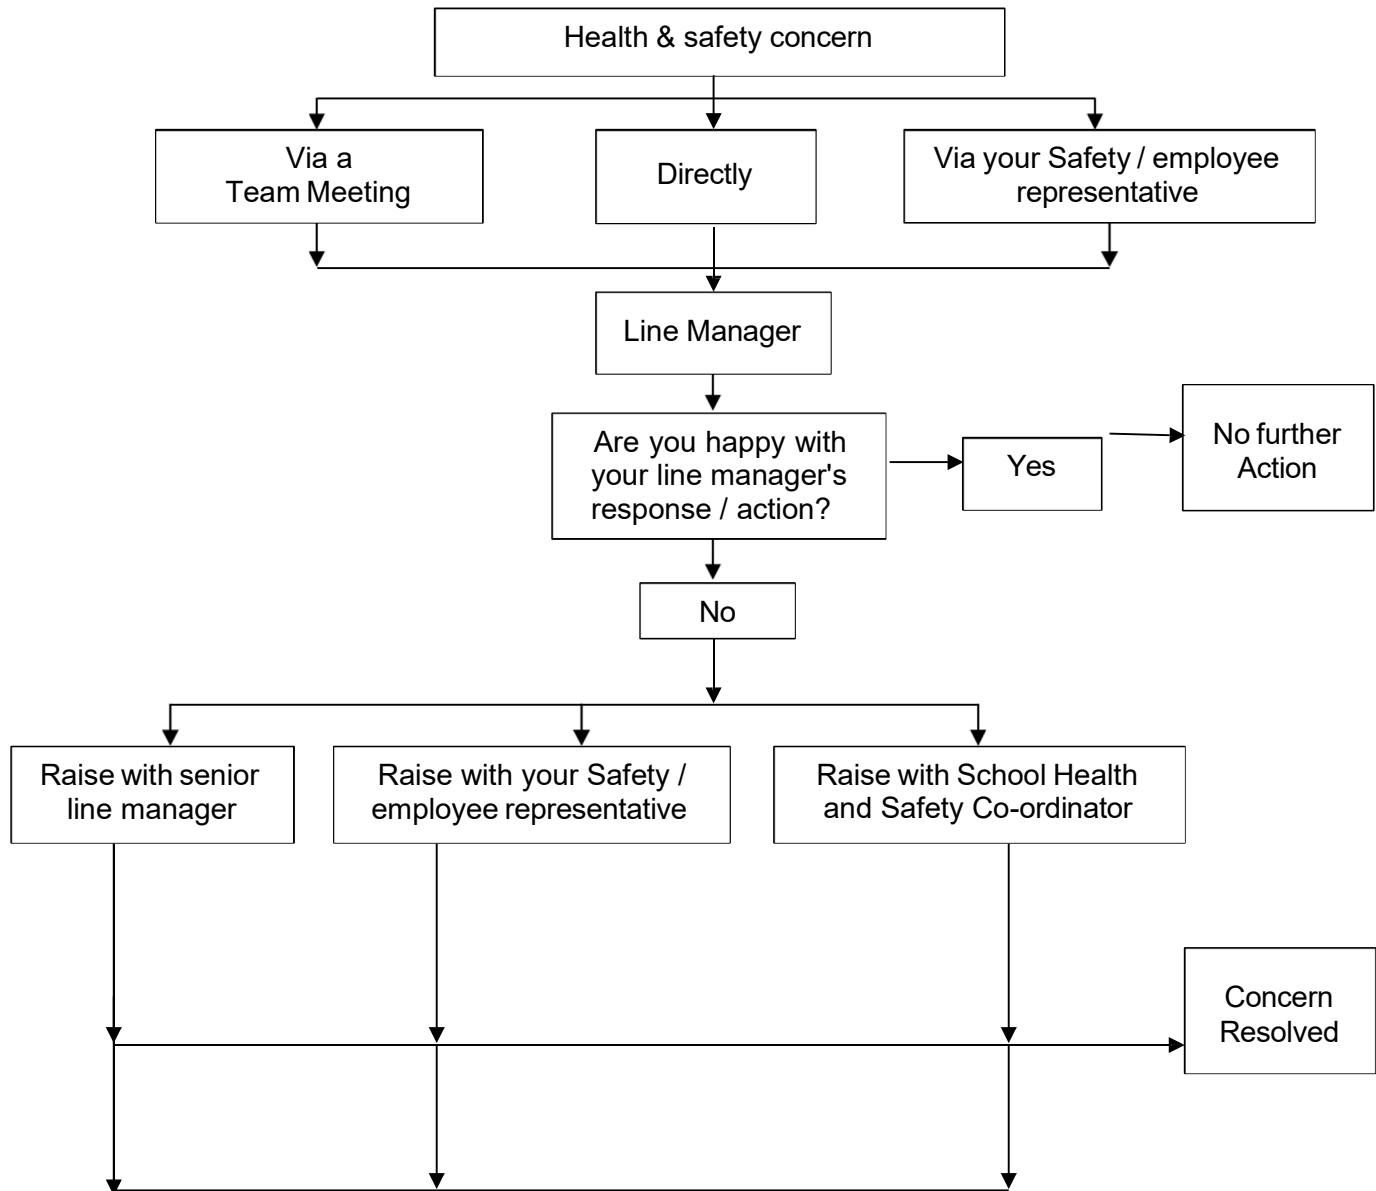 Health & safety concern
Via a
Team Meeting
Directly
Via your Safety / employee
representative
Line Manager
Are you happy with
your line manager's
response / action?
Yes
No further
Action
No
Raise with senior
line manager
Raise with your Safety /
employee representative
Raise with School Health
and Safety Co-ordinator
Concern
Resolved